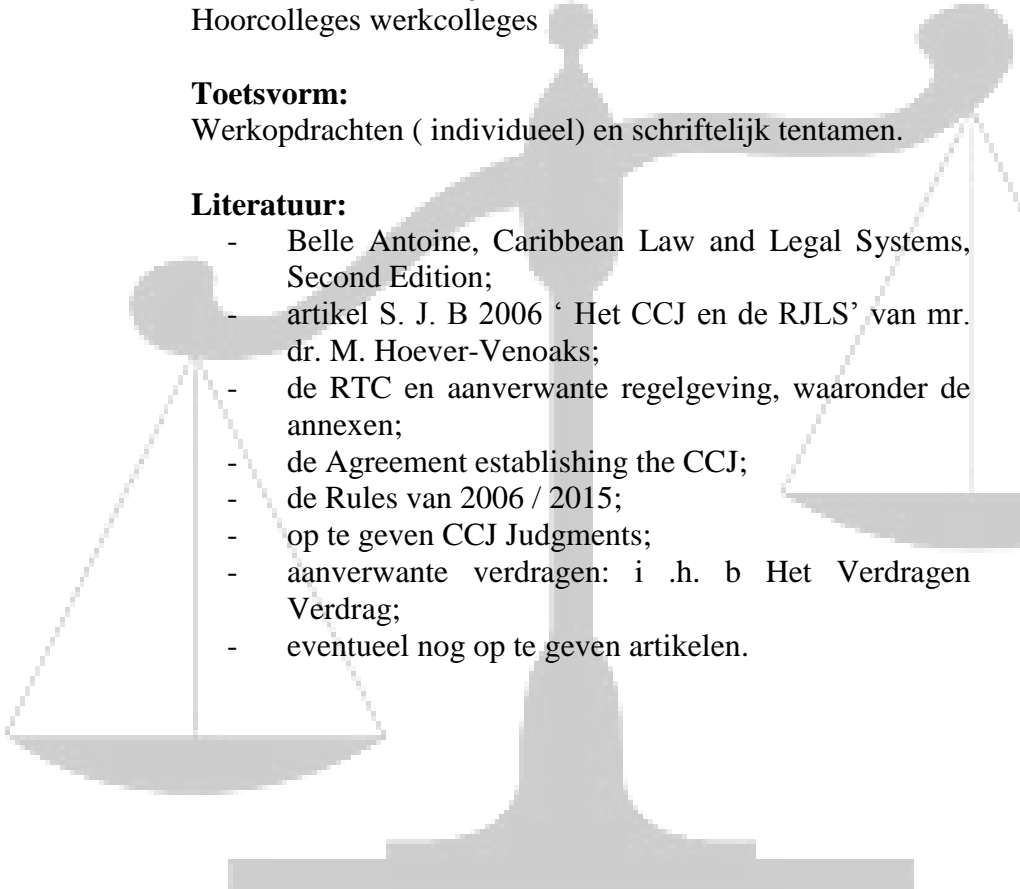 Hoorcolleges werkcolleges
Toetsvorm:
Werkopdrachten ( individueel) en schriftelijk tentamen.
Literatuur:
- Belle Antoine, Caribbean Law and Legal Systems,
Second Edition;
- artikel S. J. B 2006 ‘ Het CCJ en de RJLS’ van mr.
dr. M. Hoever-Venoaks;
- de RTC en aanverwante regelgeving, waaronder de
annexen;
- de Agreement establishing the CCJ;
- de Rules van 2006 / 2015;
- op te geven CCJ Judgments;
- aanverwante verdragen: i .h. b Het Verdragen
Verdrag;
- eventueel nog op te geven artikelen.